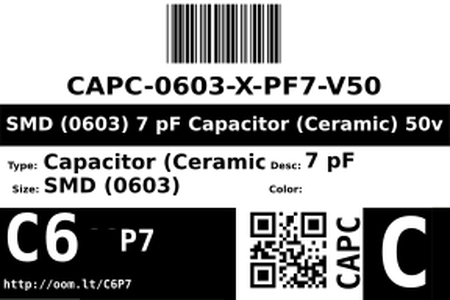 CAPC-0603-X-PF7-V50
SMD (0603) 7 pF Capacitor (Ceramic) 50v
Type: Capacitor (Ceramic Desc: 7 pF
Size: SMD (0603) Color:
C6 -- P7
CAPC
C
http://oom.lt/C6P7